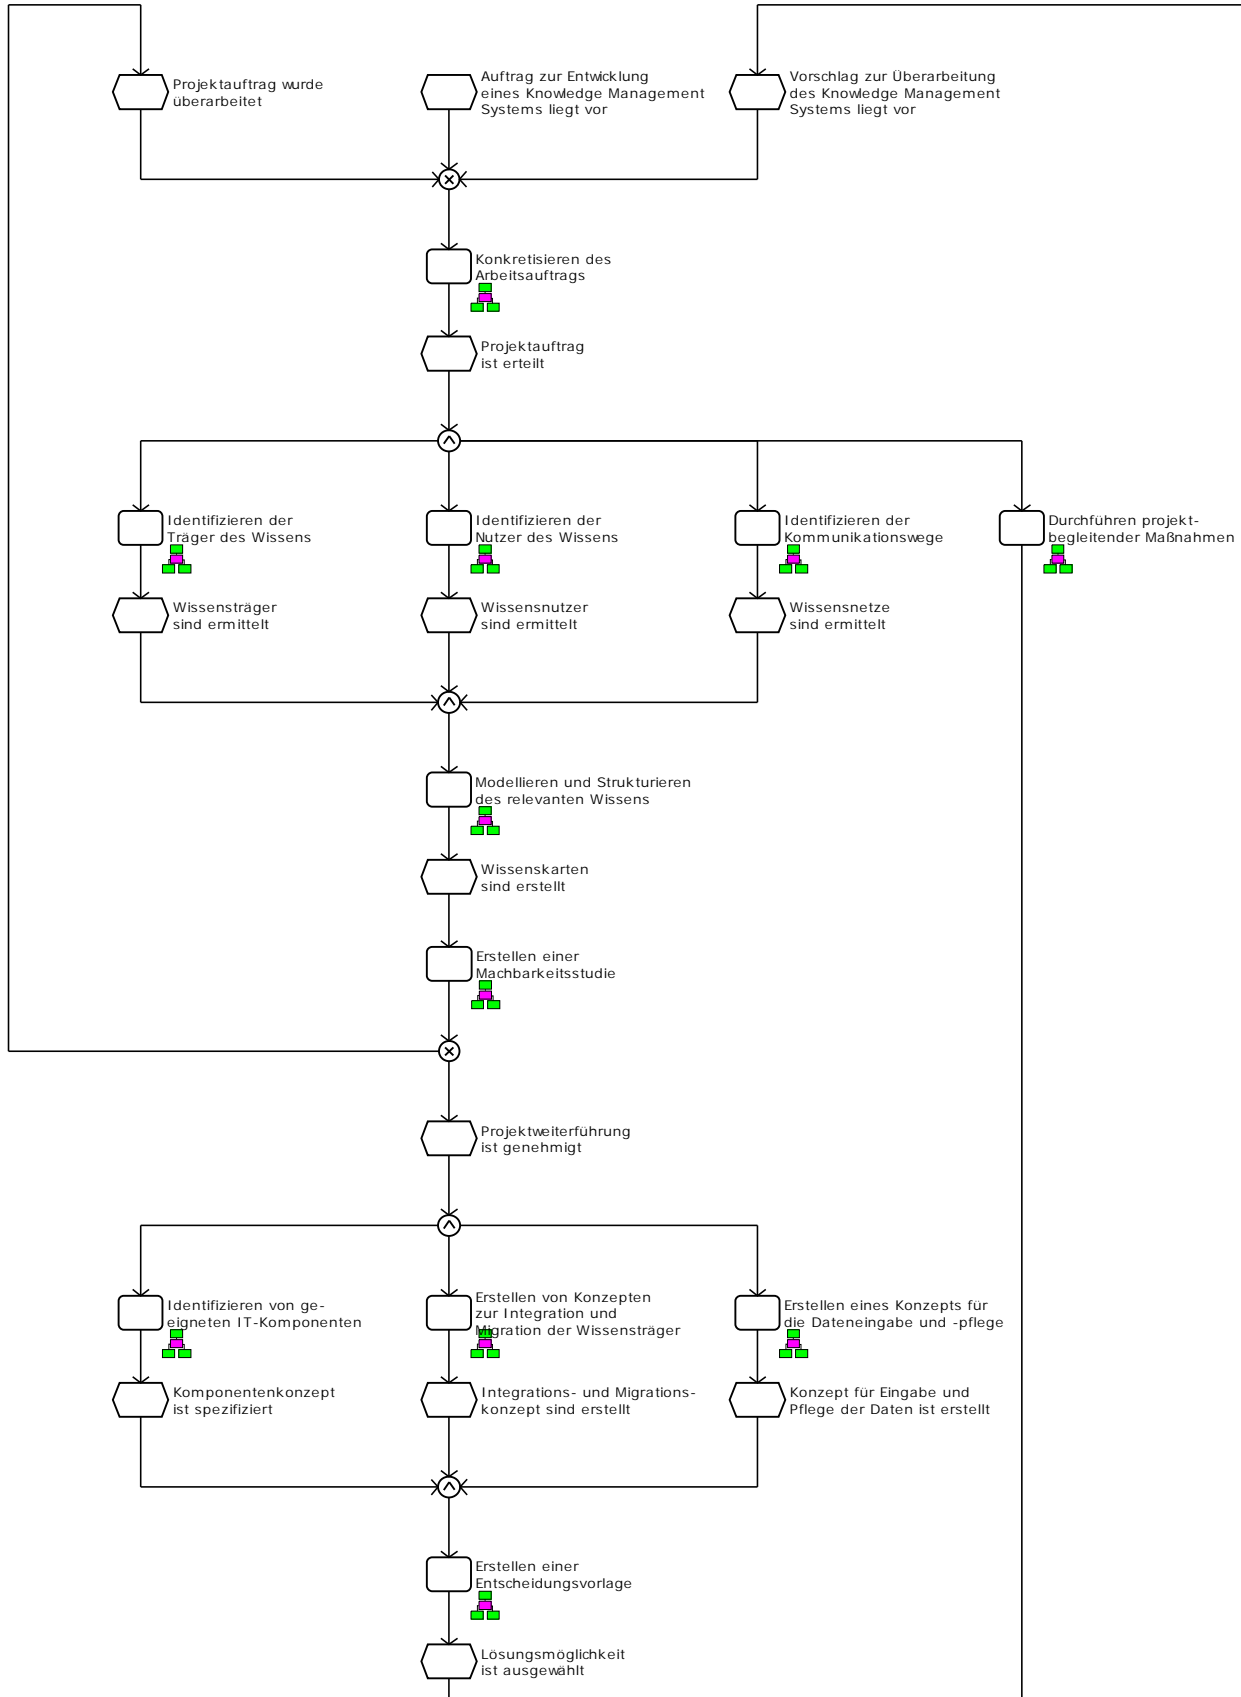 Projektauftrag wurde
überarbeitet
Auftrag zur Entwicklung
eines Knowledge Management
Systems liegt vor
Vorschlag zur Überarbeitung
des Knowledge Management
Systems liegt vor
Konkretisieren des
Arbeitsauftrags
Projektauftrag
ist erteilt
Identifizieren der
Träger des Wissens
Identifizieren der
Nutzer des Wissens
Identifizieren der
Kommunikationswege
Durchführen projekt-
begleitender Maßnahmen
Wissensträger
sind ermittelt
Wissensnutzer
sind ermittelt
Wissensnetze
sind ermittelt
Modellieren und Strukturieren
des relevanten Wissens
Wissenskarten
sind erstellt
Erstellen einer
Machbarkeitsstudie
Projektweiterführung
ist genehmigt
Identifizieren von ge-
eigneten IT-Komponenten
Erstellen von Konzepten
zur Integration und
Migration der Wissensträger
Erstellen eines Konzepts für
die Dateneingabe und -pflege
Komponentenkonzept
ist spezifiziert
Integrations- und Migrations-
konzept sind erstellt
Konzept für Eingabe und
Pflege der Daten ist erstellt
Erstellen einer
Entscheidungsvorlage
Lösungsmöglichkeit
ist ausgewählt